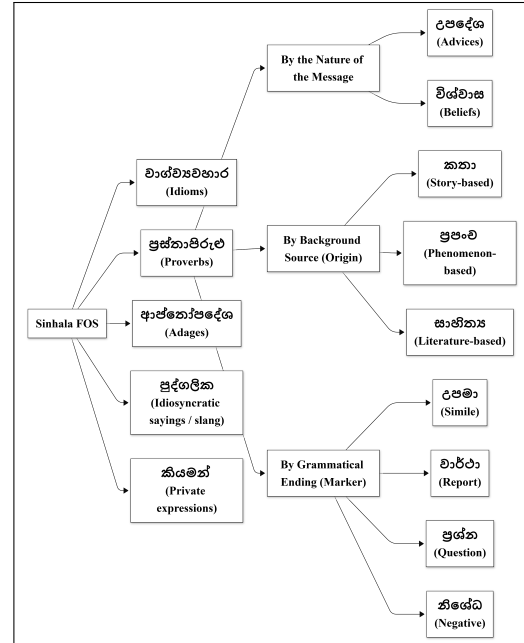 Sinhala FOS
වාග්ව්‍යවහාර
(Idioms)
ප්‍රස්තාපිරුළු
(Proverbs)
ආප්තෝපදේශ
(Adages)
පුද්ගලික
(Idiosyncratic
sayings / slang)
කියමන්
(Private
expressions)
By the Nature of
the Message
By Background
Source (Origin)
By Grammatical
Ending (Marker)
උපදේශ
(Advices)
විශ්වාස
(Beliefs)
කතා
(Story-based)
ප්‍රපංච
(Phenomenon-
based)
සාහිත්‍ය
(Literature-based)
උපමා
(Simile)
වාර්ථා
(Report)
ප්‍රශ්න
(Question)
නිශේධ
(Negative)